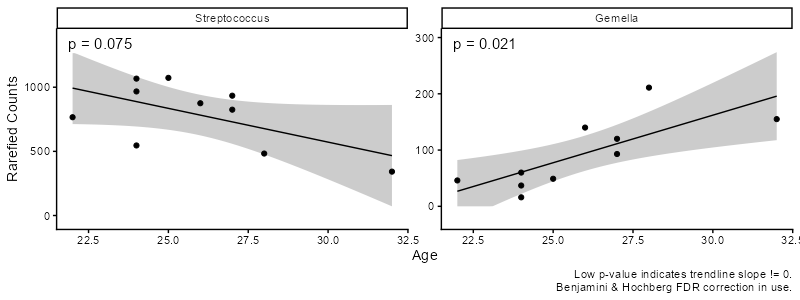 Streptococcus
Gemella
p = 0.075
p = 0.021
Rarefied Counts
1000
500
0
300
200
100
0
22.5 25.0 27.5 30.0 32.5
22.5 25.0 27.5 30.0 32.5
Age
Low p-value indicates trendline slope != 0.
Benjamini & Hochberg FDR correction in use.